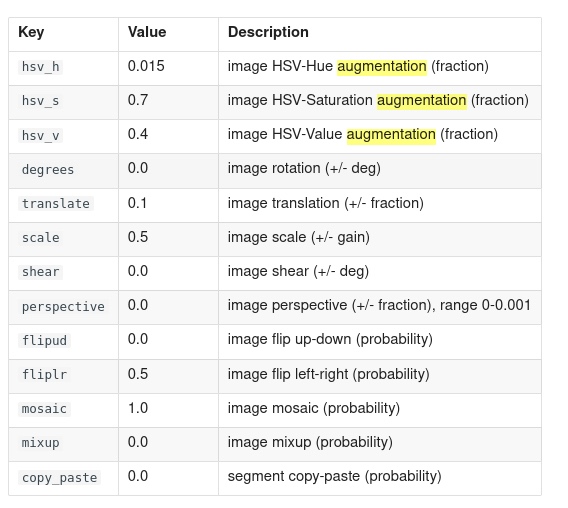 Key Value Description
hsv_h 0.015 image HSV-Hue augmentation (fraction)
hsv_s 0.7 image HSV-Saturation augmentation (fraction)
hsv_v 0.4 image HSV-Value augmentation (fraction)
degrees 0.0 image rotation (+/- deg)
translate 0.1 image translation (+/- fraction)
scale 0.5 image scale (+/- gain)
shear 0.0 image shear (+/- deg)
perspective 0.0 image perspective (+/- fraction), range 0-0.001
flipud 0.0 image flip up-down (probability)
fliplr 0.5 image flip left-right (probability)
mosaic 1.0 image mosaic (probability)
mixup 0.0 image mixup (probability)
copy_paste 0.0 segment copy-paste (probability)